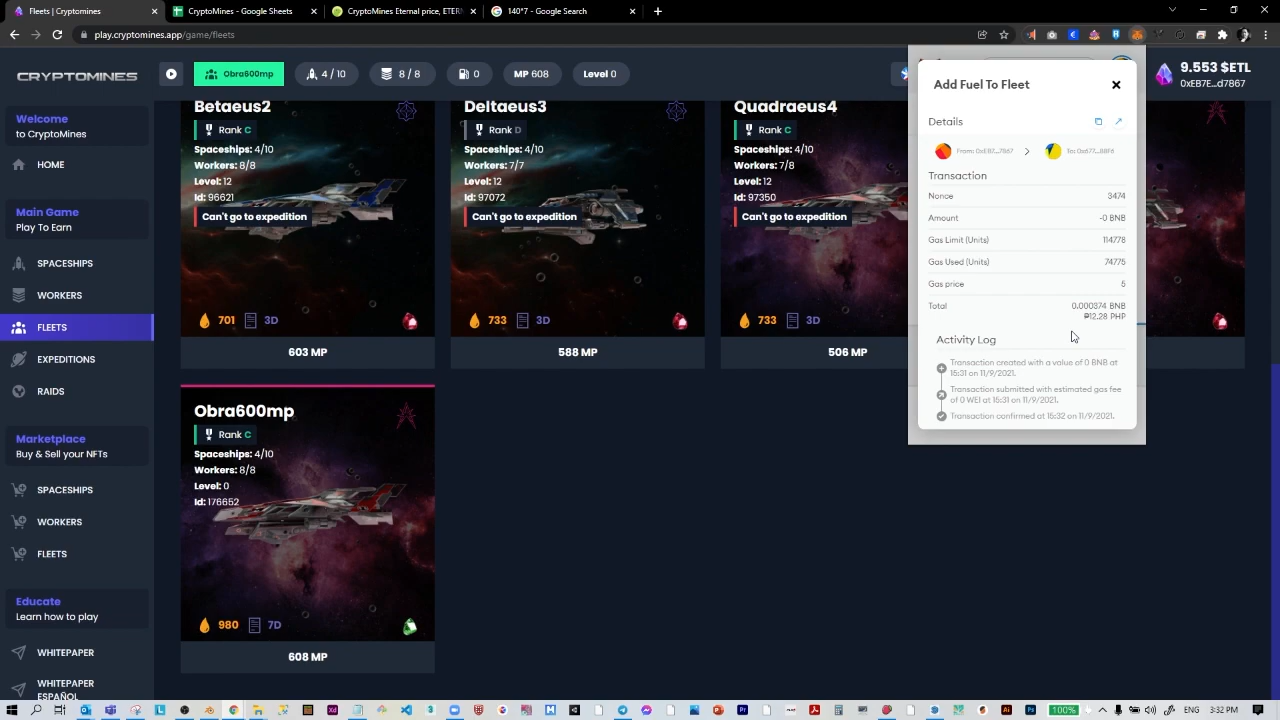 Fleets | Cryptomines
CryptoMines - Google Sheets
CryptoMines Eternal price, ETERN
140*7 - Google Search
play.cryptomines.app/game/fleets
CRYPTOMINES
Obra600mp
4 / 10
8 / 8
0
MP 608
Level 0
9.553 $ETL
0xEB7E...d7867
Welcome
to CryptoMines
HOME
Main Game
Play To Earn
SPACESHIPS
WORKERS
FLEETS
EXPEDITIONS
RAIDS
Marketplace
Buy & Sell your NFTs
SPACESHIPS
WORKERS
FLEETS
Educate
Learn how to play
WHITEPAPER
WHITEPAPER
ESPAÑOL
Betaeus2
Rank C
Spaceships: 4/10
Workers: 8/8
Level: 12
Id: 96621
Can't go to expedition
701
3D
603 MP
Deltaeus3
Rank D
Spaceships: 4/10
Workers: 7/7
Level: 12
Id: 97072
Can't go to expedition
733
3D
588 MP
Quadraeus4
Rank C
Spaceships: 4/10
Workers: 8/8
Level: 12
Id: 97350
Can't go to expedition
733
3D
506 MP
Obra600mp
Rank C
Spaceships: 4/10
Workers: 8/8
Level: 0
Id: 176652
980
7D
608 MP
Add Fuel To Fleet
Details
From: 0xEB7...7867
To: 0x677...BBF6
Transaction
Nonce
3474
Amount
-0 BNB
Gas Limit (Units)
114778
Gas Used (Units)
74775
Gas price
5
Total
0.000374 BNB
₱12.28 PHP
Activity Log
Transaction created with a value of 0 BNB at
15:31 on 11/9/2021.
Transaction submitted with estimated gas fee
of 0 WEI at 15:31 on 11/9/2021.
Transaction confirmed at 15:32 on 11/9/2021.
100%
ENG
3:32 PM